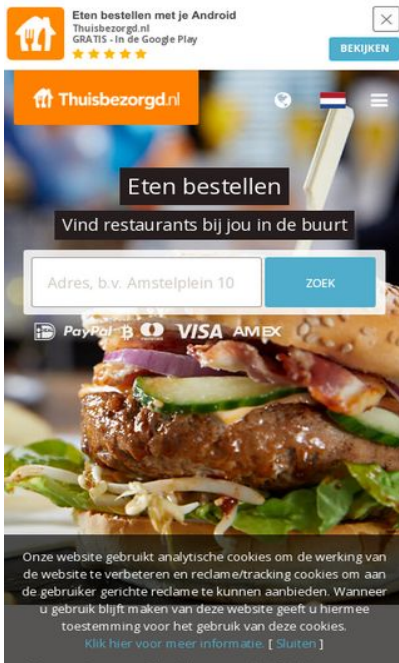 Eten bestellen met je Android
Thuisbezorgd.nl
GRATIS - In de Google Play
BEKIJKEN
Thuisbezorgd.nl
Eten bestellen
Vind restaurants bij jou in de buurt
Adres, b.v. Amstelplein 10
ZOEK
iD PayPal B VISA AMEX
Onze website gebruikt analytische cookies om de werking van
de website te verbeteren en reclame/tracking cookies om aan
de gebruiker gerichte reclame te kunnen aanbieden. Wanneer
u gebruik blijft maken van deze website geeft u hiermee
toestemming voor het gebruik van deze cookies.
Klik hier voor meer informatie. [ Sluiten ]